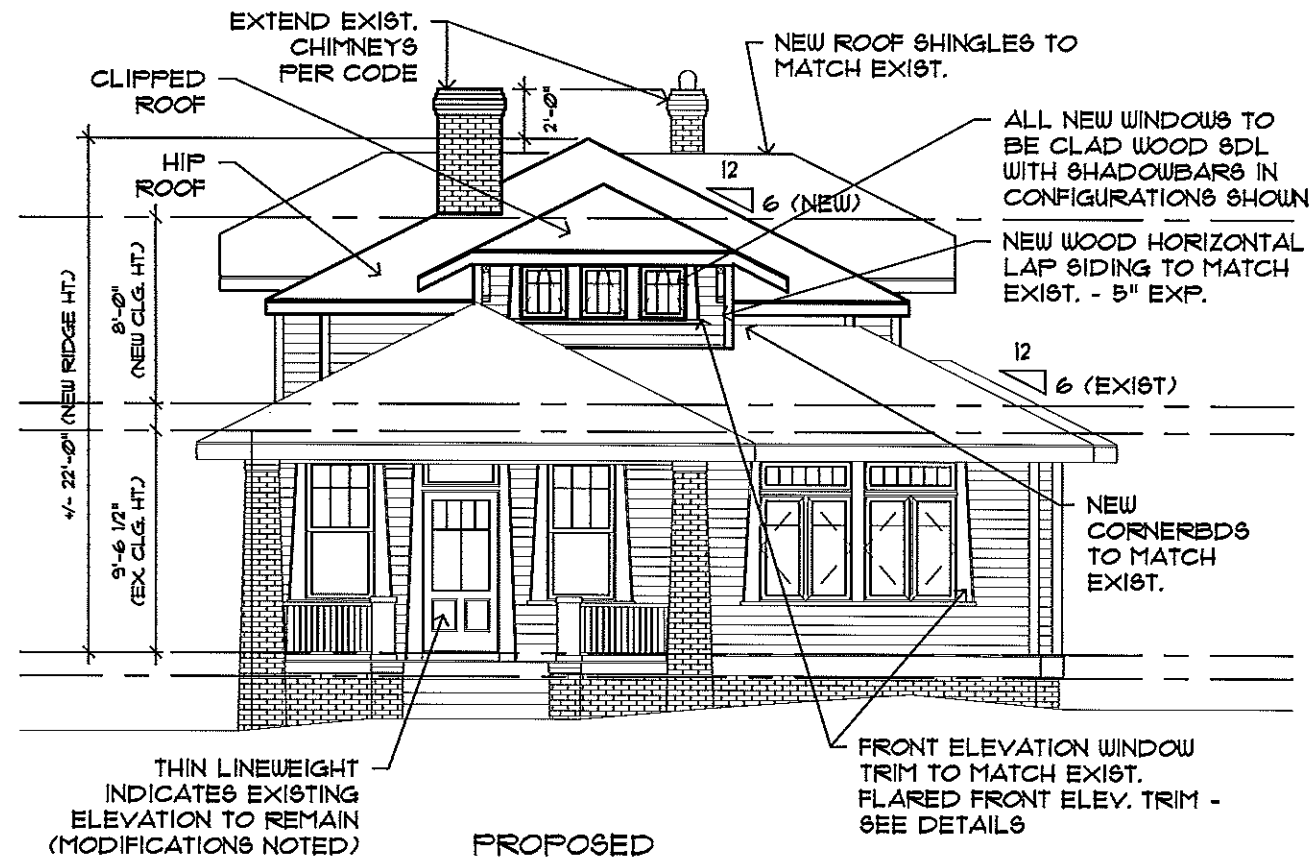 EXTEND EXIST.
CHIMNEYS
PER CODE
NEW ROOF SHINGLES TO
MATCH EXIST.
CLIPPED
ROOF
2'-0"
ALL NEW WINDOWS TO
BE CLAD WOOD SDL
WITH SHADOWBARS IN
CONFIGURATIONS SHOWN
HIP
ROOF
12
6 (NEW)
NEW WOOD HORIZONTAL
LAP SIDING TO MATCH
EXIST. - 5" EXP.
+/- 22'-0" (NEW RIDGE HT.)
8'-0"
(NEW CLG. HT.)
12
6 (EXIST)
9'-6 1/2"
(EX. CLG. HT.)
NEW
CORNERBDS
TO MATCH
EXIST.
THIN LINEWEIGHT
INDICATES EXISTING
ELEVATION TO REMAIN
(MODIFICATIONS NOTED)
FRONT ELEVATION WINDOW
TRIM TO MATCH EXIST.
FLARED FRONT ELEV. TRIM -
SEE DETAILS
PROPOSED